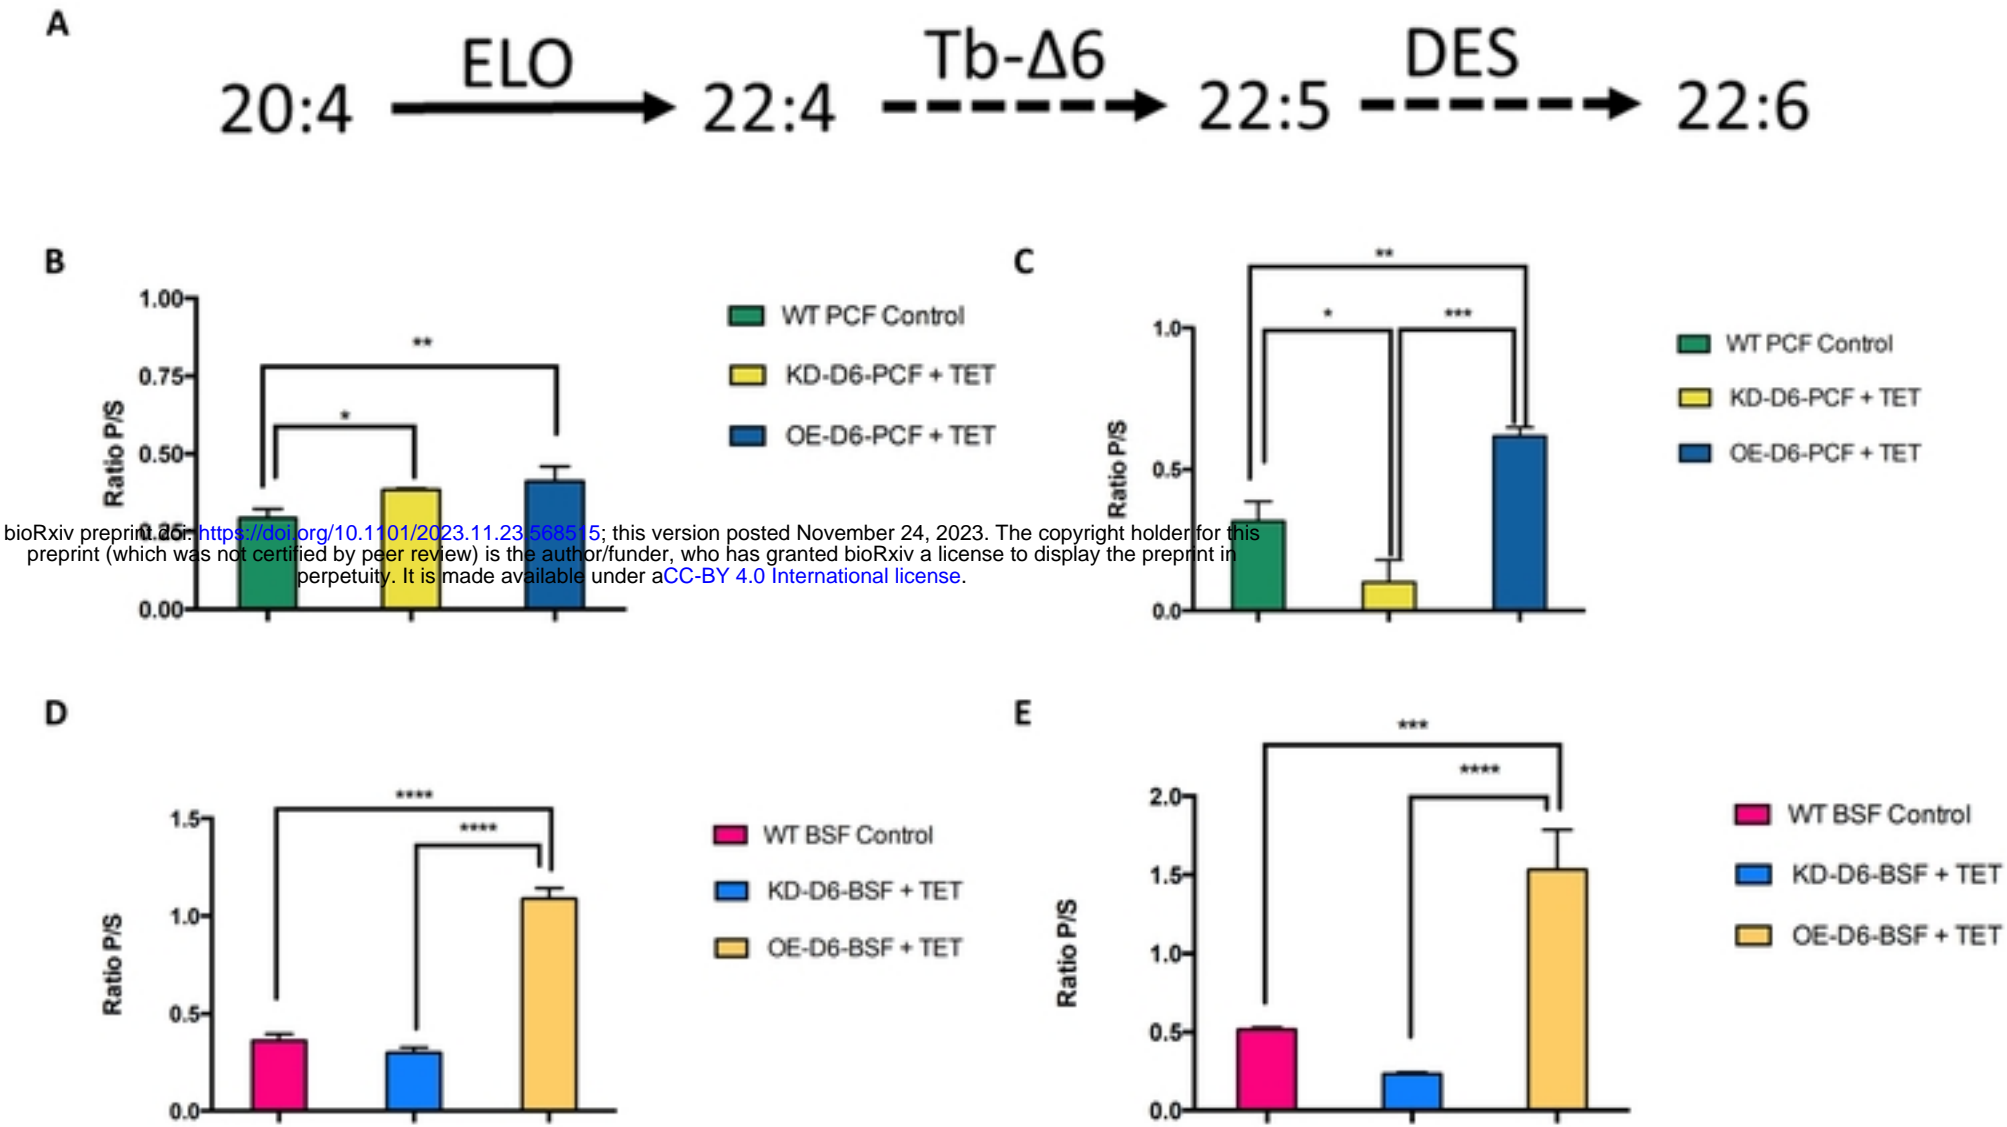 A
ELO Tb-Δ6 DES
20:4 22:4 22:5 22:6
B
1.00
0.75
0.50
0.25
0.00
Ratio P/S
**
*
WT PCF Control
KD-D6-PCF + TET
OE-D6-PCF + TET
C
**
*
***
1.0
0.5
0.0
Ratio P/S
WT PCF Control
KD-D6-PCF + TET
OE-D6-PCF + TET
bioRxiv preprint doi: https://doi.org/10.1101/2023.11.23.568515; this version posted November 24, 2023. The copyright holder for this
preprint (which was not certified by peer review) is the author/funder, who has granted bioRxiv a license to display the preprint in
perpetuity. It is made available under aCC-BY 4.0 International license.
D
****
****
1.5
1.0
0.5
0.0
Ratio P/S
WT BSF Control
KD-D6-BSF + TET
OE-D6-BSF + TET
E
***
****
2.0
1.5
1.0
0.5
0.0
Ratio P/S
WT BSF Control
KD-D6-BSF + TET
OE-D6-BSF + TET